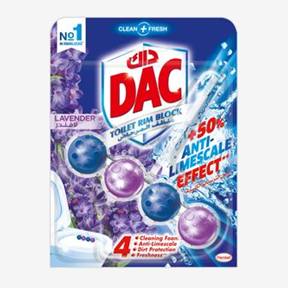 CLEAN + FRESH
Nº1
داك
DAC
TOILET RIM BLOCK
LAVENDER
لافندر
+50%
ANTI-
LIMESCALE
EFFECT
4
Cleaning Foam
Anti-Limescale
Dirt Protection
Freshness
Henkel